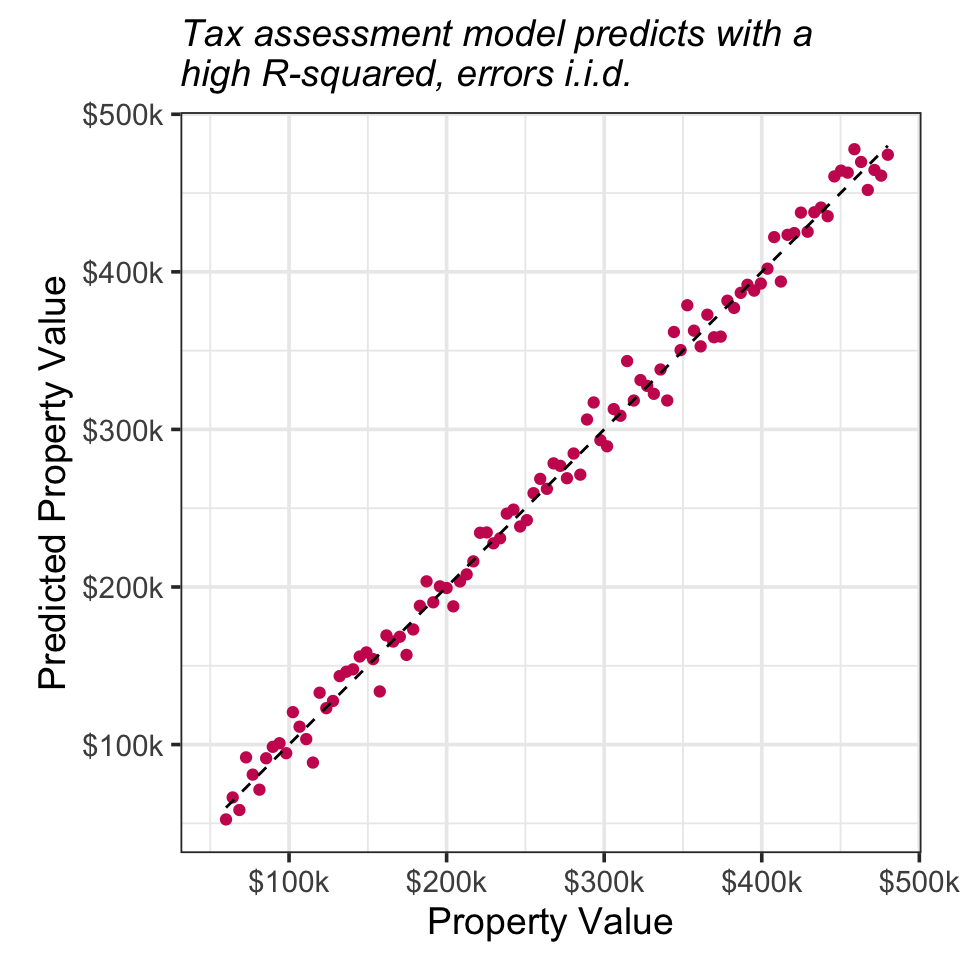 Tax assessment model predicts with a
high R-squared, errors i.i.d.
$500k
$400k
$300k
$200k
$100k
Predicted Property Value
$100k
$200k
$300k
$400k
$500k
Property Value